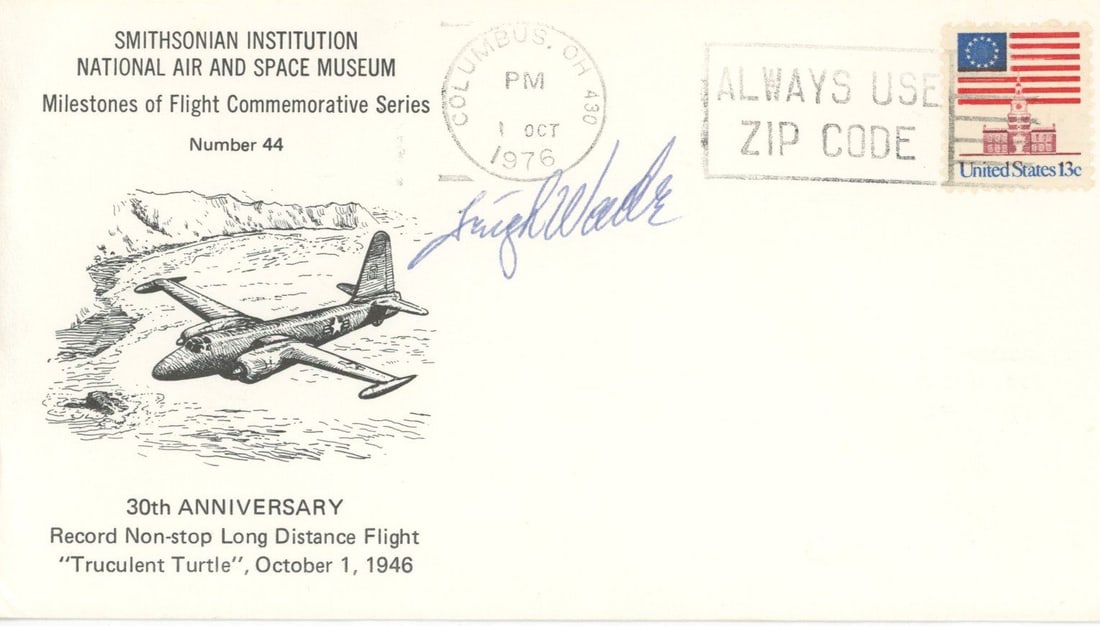 SMITHSONIAN INSTITUTION
NATIONAL AIR AND SPACE MUSEUM
Milestones of Flight Commemorative Series
Number 44
COLUMBUS, OH 430
PM
1 OCT
1976
ALWAYS USE
ZIP CODE
United States 13c
Leigh Wade
30th ANNIVERSARY
Record Non-stop Long Distance Flight
"Truculent Turtle", October 1, 1946